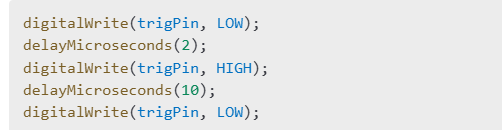 digitalWrite(trigPin, LOW);
delayMicroseconds(2);
digitalWrite(trigPin, HIGH);
delayMicroseconds(10);
digitalWrite(trigPin, LOW);